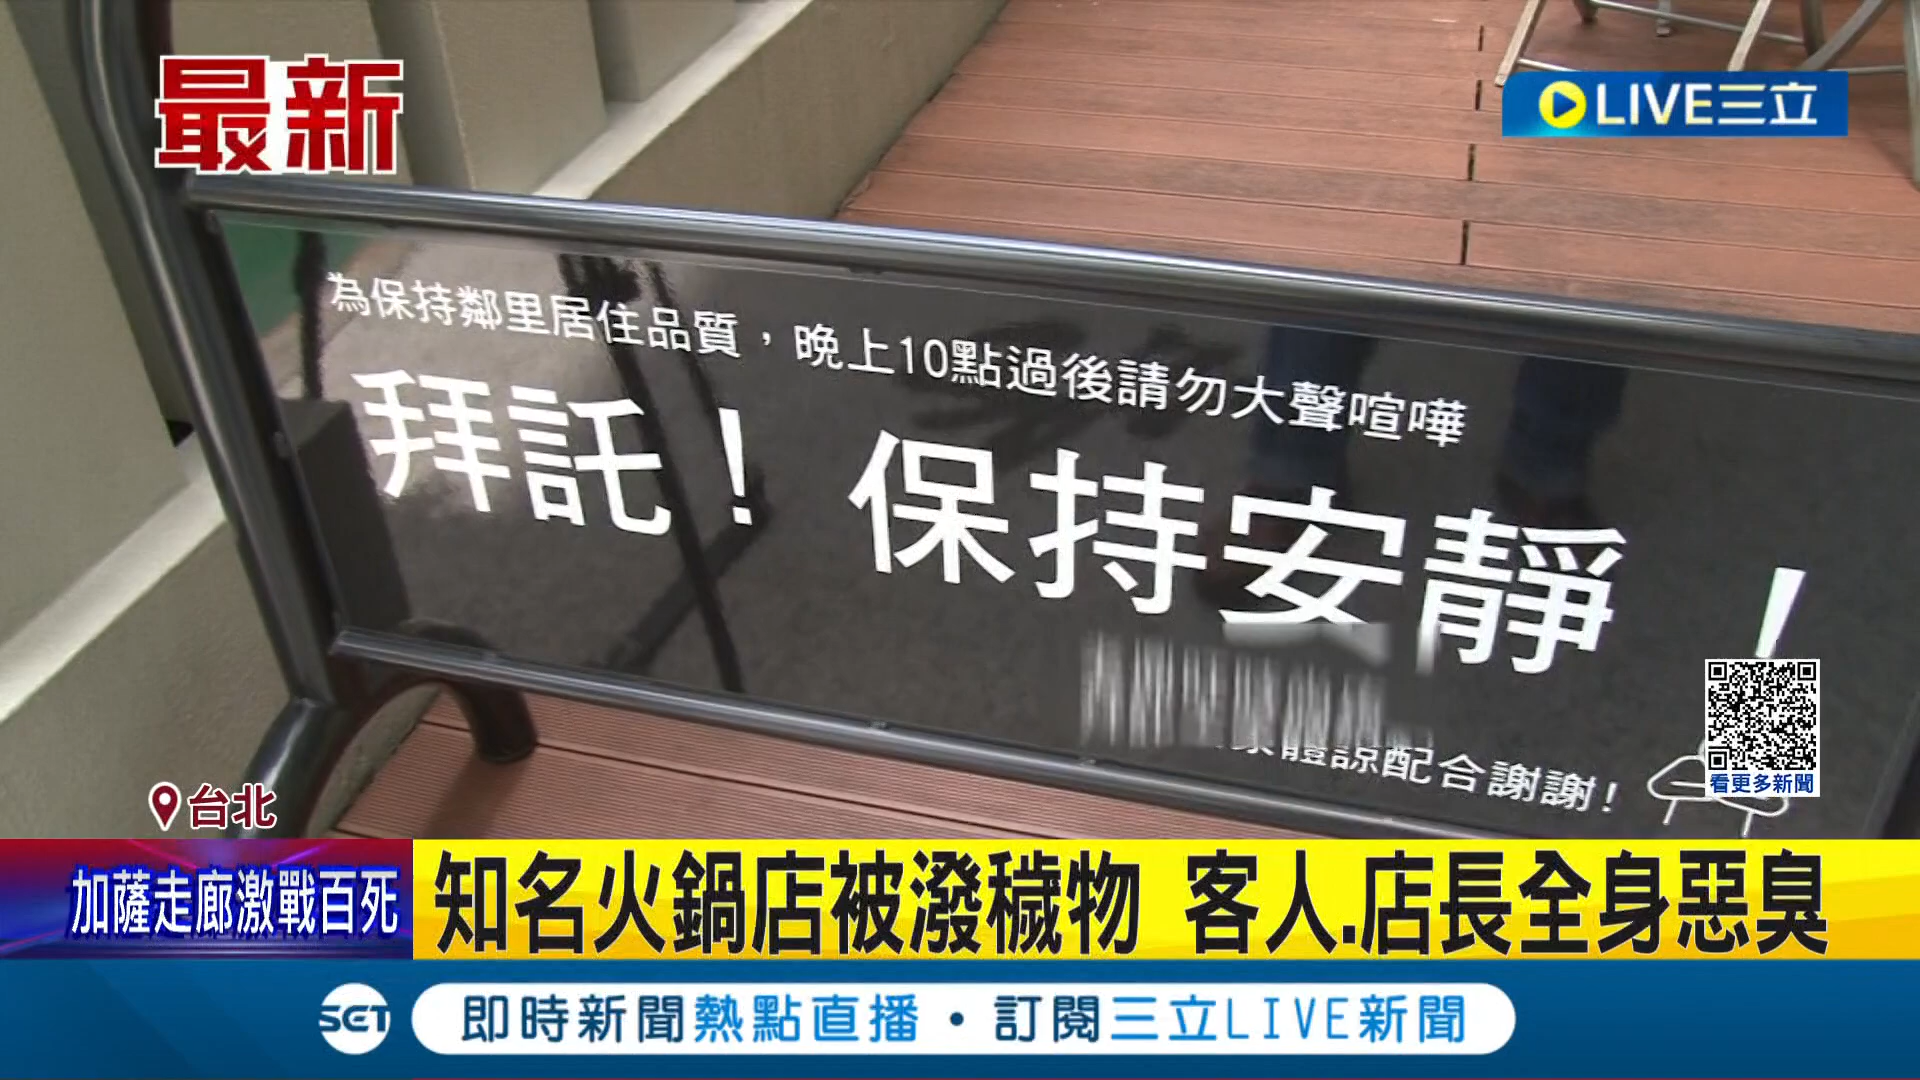 最新
LIVE三立
為保持鄰里居住品質，晚上10點過後請勿大聲喧嘩
拜託！保持安靜！
體諒配合謝謝!
看更多新聞
台北
加薩走廊激戰百死
知名火鍋店被潑穢物 客人.店長全身惡臭
SET 即時新聞熱點直播・訂閱三立LIVE新聞